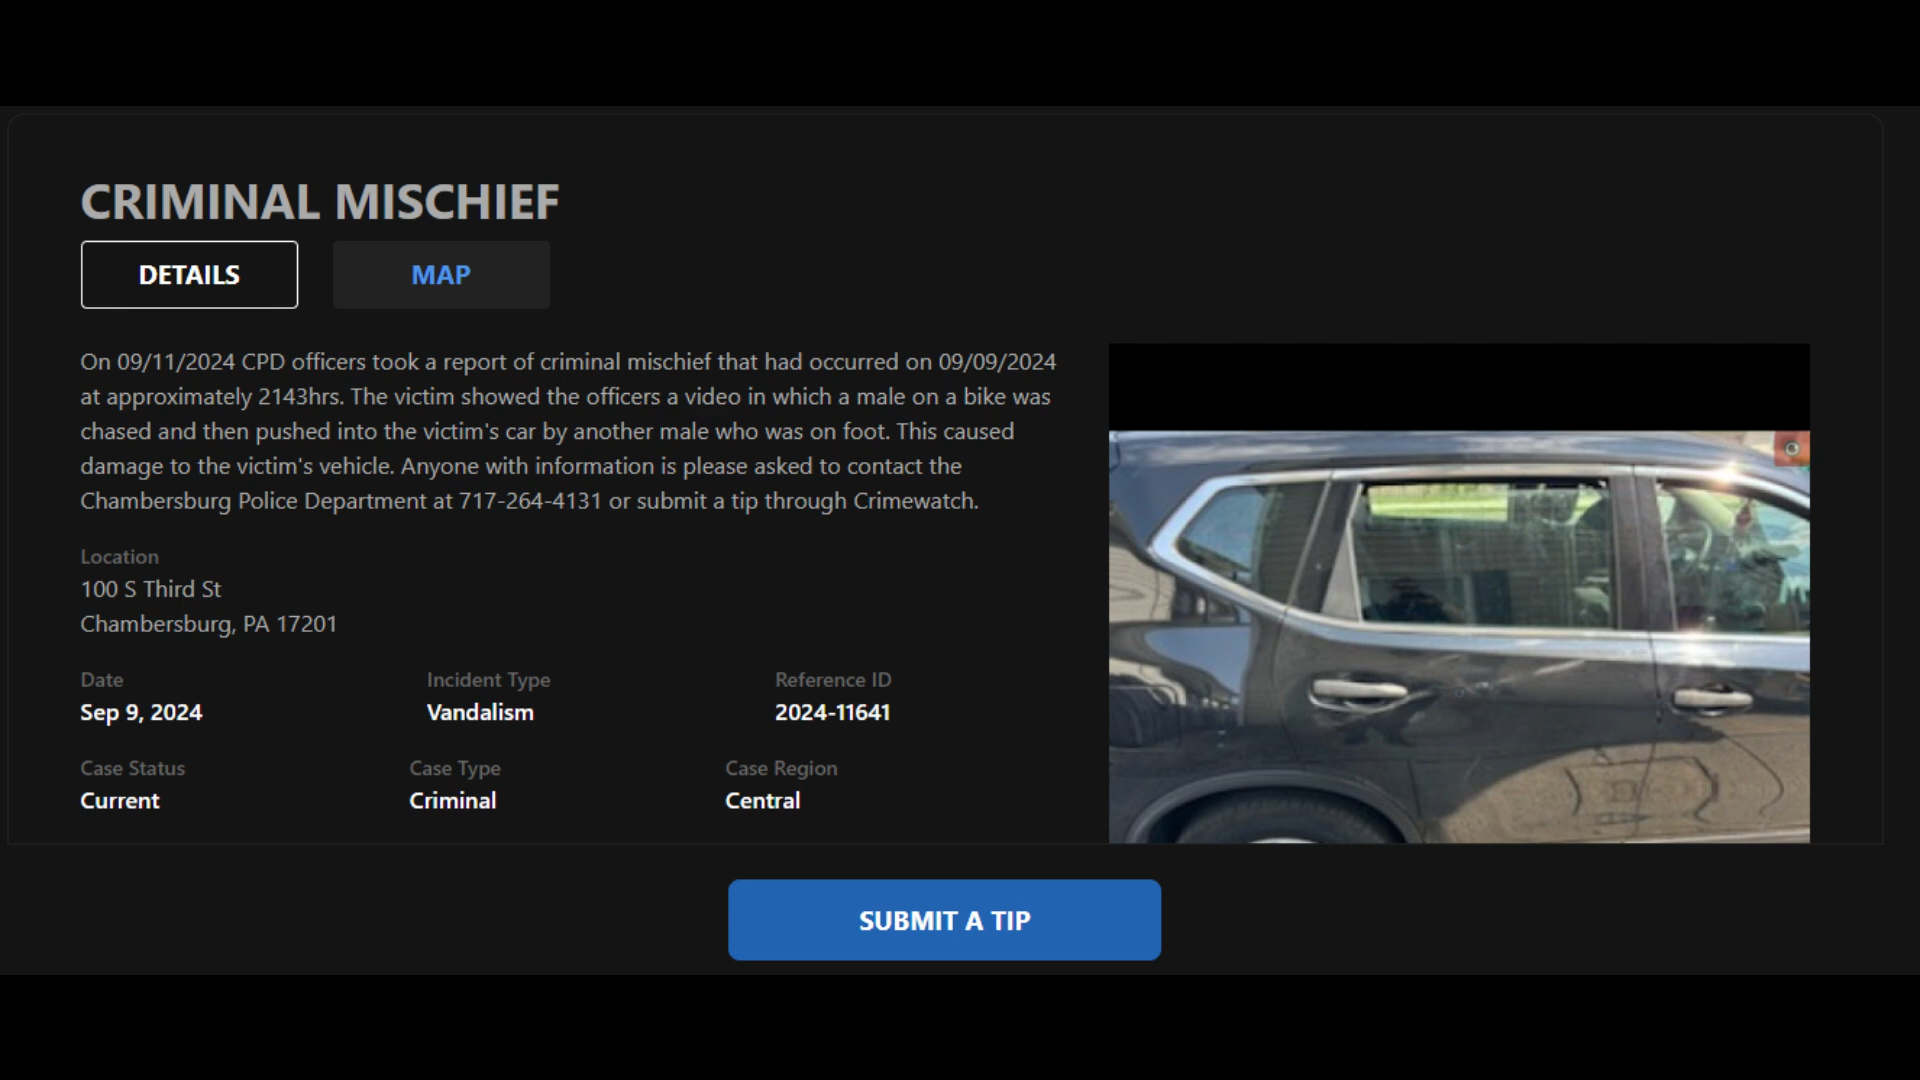 CRIMINAL MISCHIEF
DETAILS
MAP
On 09/11/2024 CPD officers took a report of criminal mischief that had occurred on 09/09/2024
at approximately 2143hrs. The victim showed the officers a video in which a male on a bike was
chased and then pushed into the victim's car by another male who was on foot. This caused
damage to the victim's vehicle. Anyone with information is please asked to contact the
Chambersburg Police Department at 717-264-4131 or submit a tip through Crimewatch.
Location
100 S Third St
Chambersburg, PA 17201
Date
Sep 9, 2024
Incident Type
Vandalism
Reference ID
2024-11641
Case Status
Current
Case Type
Criminal
Case Region
Central
SUBMIT A TIP